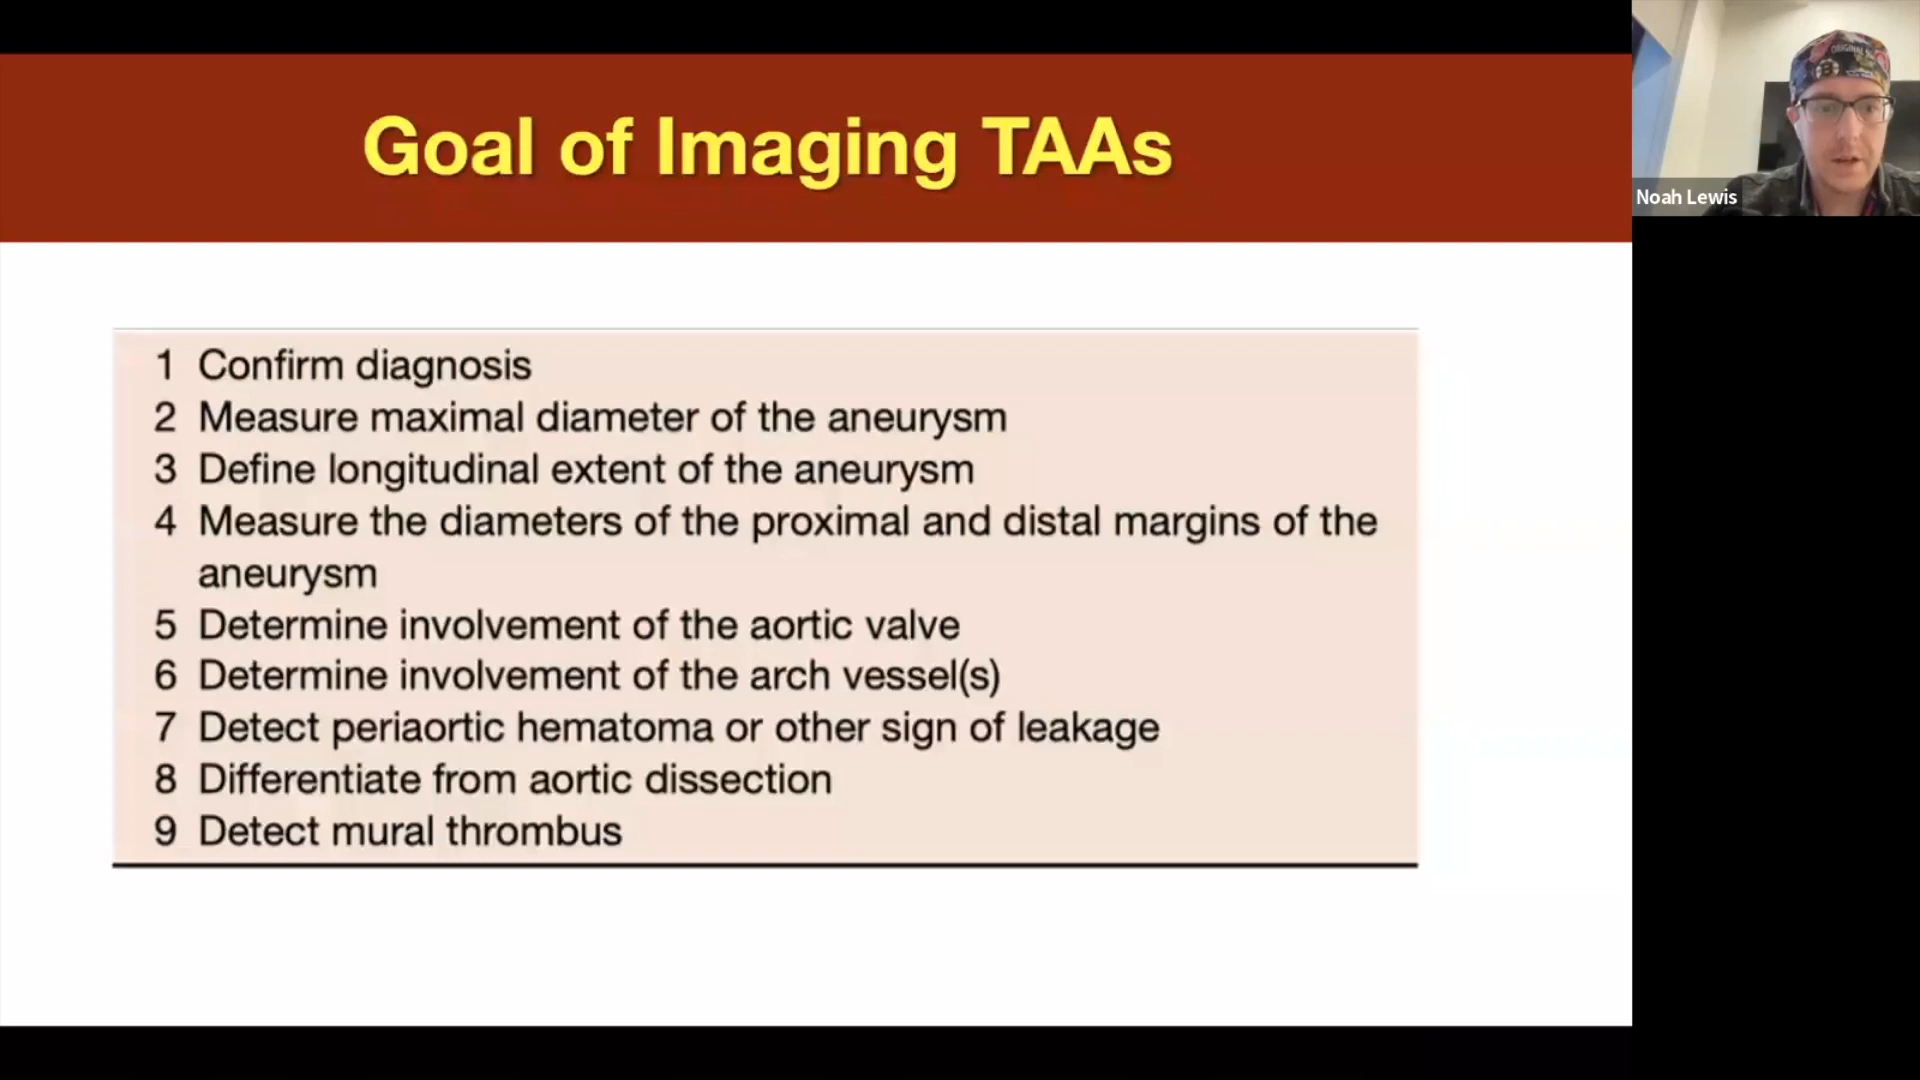 Goal of Imaging TAAs
1 Confirm diagnosis
2 Measure maximal diameter of the aneurysm
3 Define longitudinal extent of the aneurysm
4 Measure the diameters of the proximal and distal margins of the
aneurysm
5 Determine involvement of the aortic valve
6 Determine involvement of the arch vessel(s)
7 Detect periaortic hematoma or other sign of leakage
8 Differentiate from aortic dissection
9 Detect mural thrombus
ORIGINAL
B
Noah Lewis